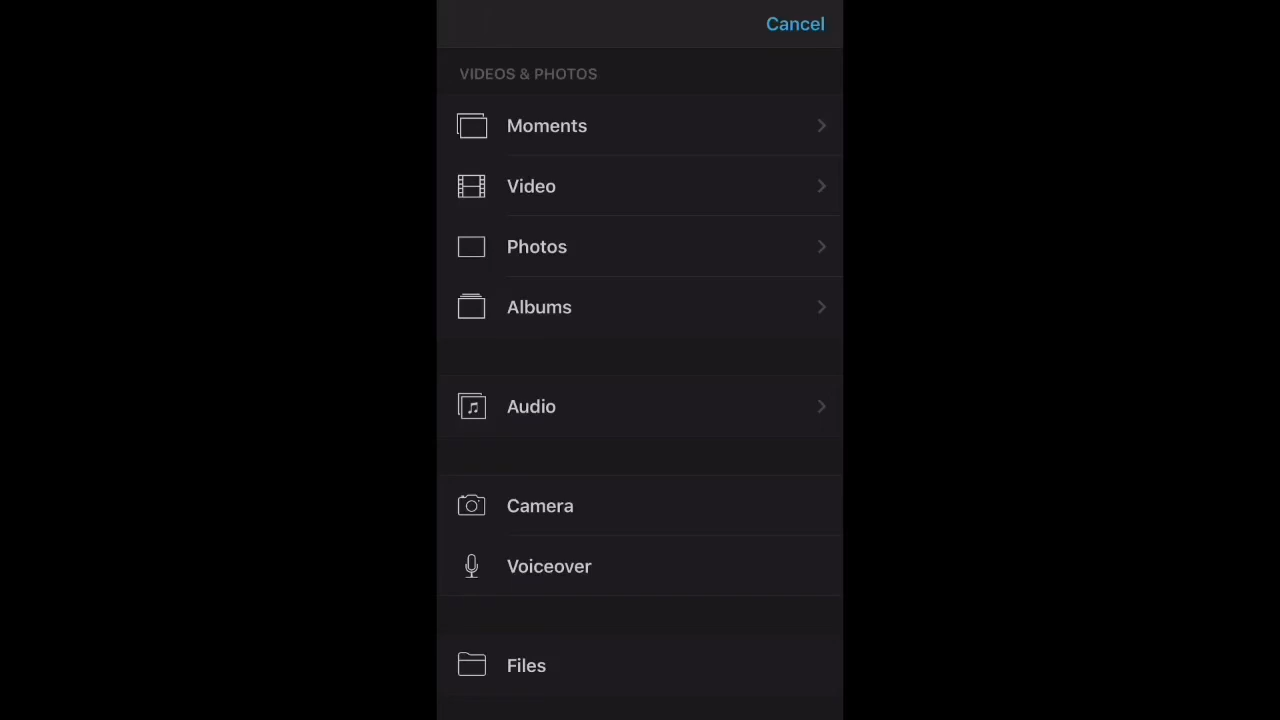 Cancel
VIDEOS & PHOTOS
Moments
Video
Photos
Albums
Audio
Camera
Voiceover
Files